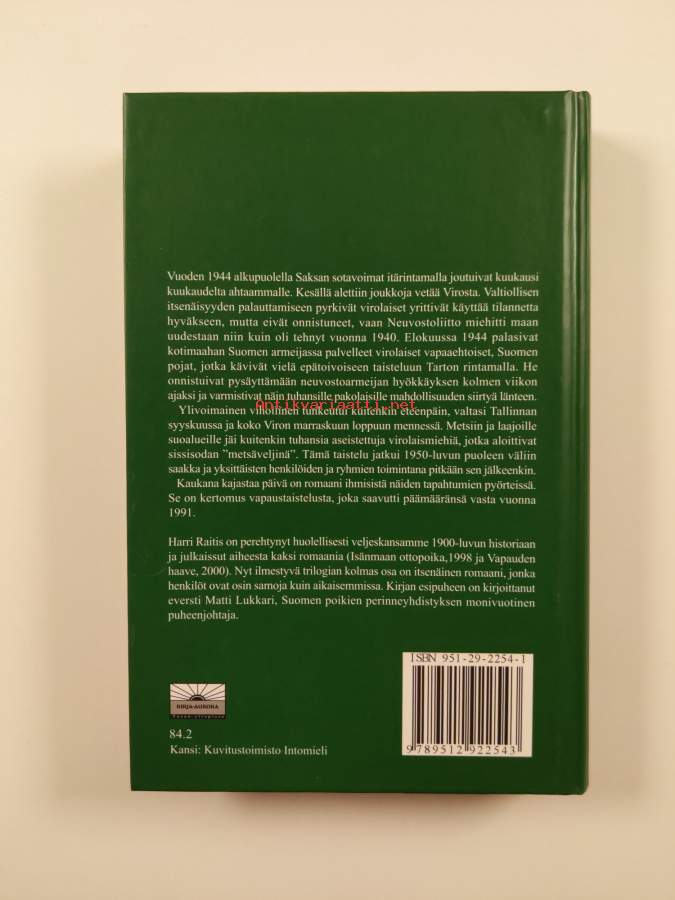 Vuoden 1944 alkupuolella Saksan sotavoimat itärintamalla joutuivat kuukausi
kuukaudelta ahtaammalle. Kesällä alettiin joukkoja vetää Virosta. Valtiollisen
itsenäisyyden palauttamiseen pyrkivät virolaiset yrittivät käyttää tilannetta
hyväkseen, mutta eivät onnistuneet, vaan Neuvostoliitto miehitti maan
uudestaan niin kuin oli tehnyt vuonna 1940. Elokuussa 1944 palasivat
kotimaahan Suomen armeijassa palvelleet virolaiset vapaaehtoiset, Suomen
pojat, jotka kävivät vielä epätoivoiseen taisteluun Tarton rintamalla. He
onnistuivat pysäyttämään neuvostoarmeijan hyökkäyksen kolmen viikon
ajaksi ja varmistivat näin tuhansille pakolaisille mahdollisuuden siirtyä länteen.
Antikvariaatti.net
Ylivoimainen vihollinen tunkeutui kuitenkin eteenpäin, valtasi Tallinnan
syyskuussa ja koko Viron marraskuun loppuun mennessä. Metsiin ja laajoille
suoalueille jäi kuitenkin tuhansia aseistettuja virolaismiehiä, jotka aloittivat
sissisodan ”metsäveljinä”. Tämä taistelu jatkui 1950-luvun puoleen väliin
saakka ja yksittäisten henkilöiden ja ryhmien toimintana pitkään sen jälkeenkin.
Kaukana kajastaa päivä on romaani ihmisistä näiden tapahtumien pyörteissä.
Se on kertomus vapaustaistelusta, joka saavutti päämääränsä vasta vuonna
1991.
Harri Raitis on perehtynyt huolellisesti veljeskansamme 1900-luvun historiaan
ja julkaissut aiheesta kaksi romaania (Isänmaan ottopoika,1998 ja Vapauden
haave, 2000). Nyt ilmestyvä trilogian kolmas osa on itsenäinen romaani, jonka
henkilöt ovat osin samoja kuin aikaisemmissa. Kirjan esipuheen on kirjoittanut
eversti Matti Lukkari, Suomen poikien perinneyhdistyksen monivuotinen
puheenjohtaja.
ISBN 951-29-2254-1
KIRJA-AURORA
Turun yliopisto
84.2
Kansi: Kuvitustoimisto Intomieli
9 789512 922543